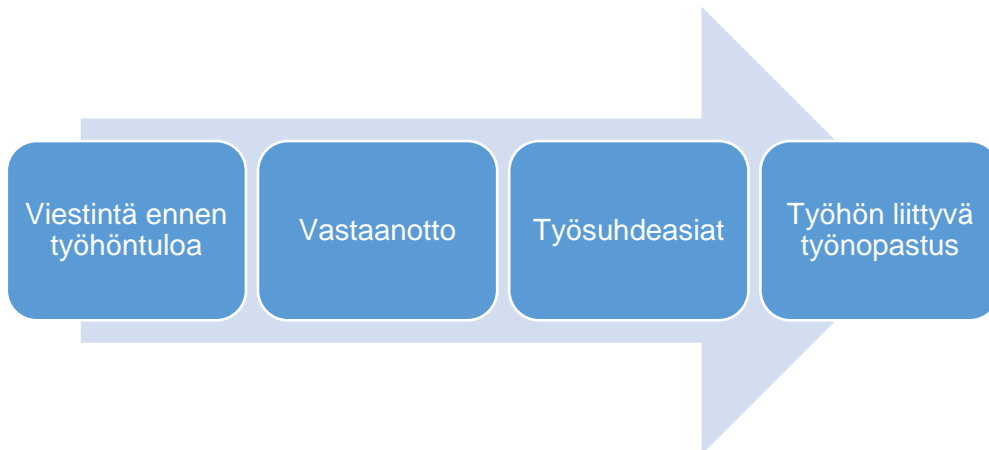 Viestintä ennen
työhöntuloa
Vastaanotto
Työsuhdeasiat
Työhön liittyvä
työnopastus